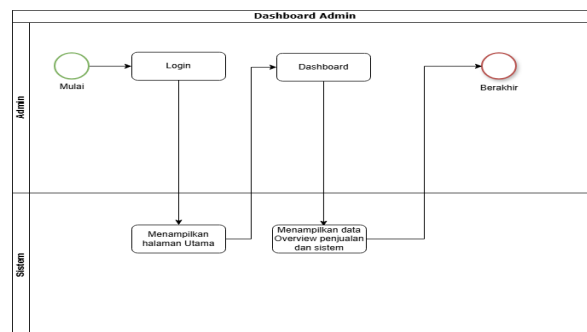 Dashboard Admin
Admin
Login
Dashboard
Mulai
Berakhir
Sistem
Menampilkan
halaman Utama
Menampilkan data
Overview penjualan
dan sistem